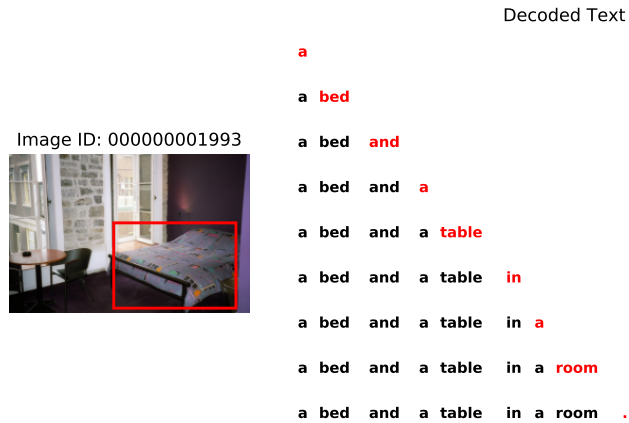 Decoded Text
a
a bed
a bed and
Image ID: 000000001993
a bed and a
a bed and a table
a bed and a table in
a bed and a table in a
a bed and a table in a room
a bed and a table in a room .